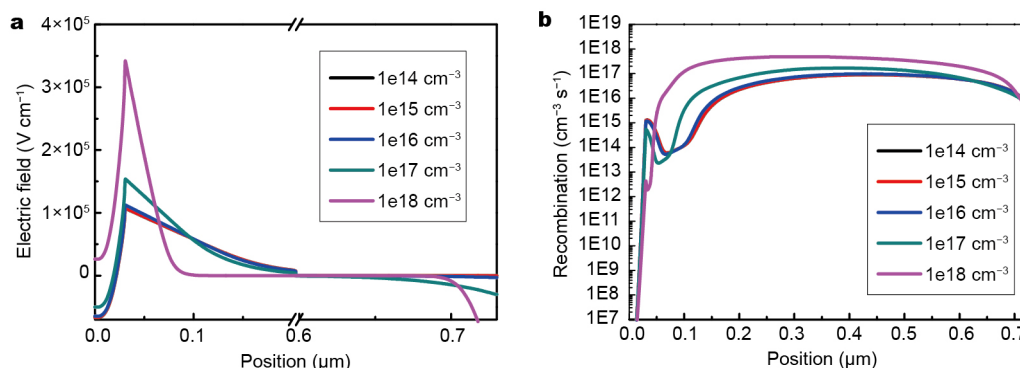 a
4×10⁵
3×10⁵
2×10⁵
1×10⁵
0
Electric field (V cm⁻¹)
1e14 cm⁻³
1e15 cm⁻³
1e16 cm⁻³
1e17 cm⁻³
1e18 cm⁻³
0.0 0.1 0.6 0.7
Position (μm)
b
1E19
1E18
1E17
1E16
1E15
1E14
1E13
1E12
1E11
1E10
1E9
1E8
1E7
Recombination (cm⁻³ s⁻¹)
1e14 cm⁻³
1e15 cm⁻³
1e16 cm⁻³
1e17 cm⁻³
1e18 cm⁻³
0.0 0.1 0.2 0.3 0.4 0.5 0.6 0.7
Position (μm)